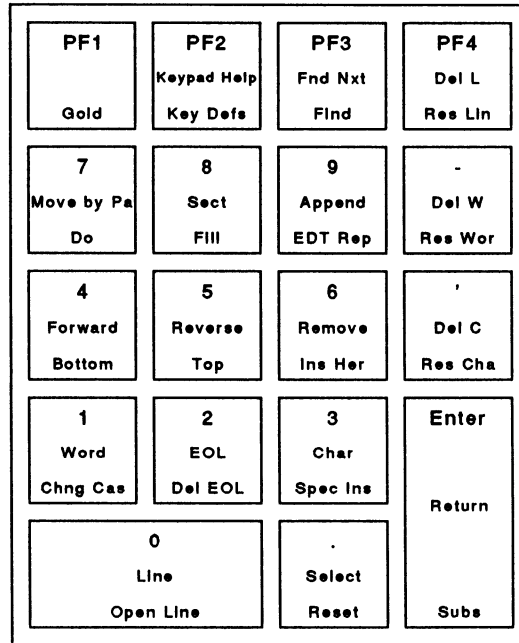 PF1 PF2 PF3 PF4
Keypad Help Fnd Nxt Del L
Gold Key Defs Find Res Lin
7 8 9 -
Move by Pa Sect Append Del W
Do Fill EDT Rep Res Wor
4 5 6 '
Forward Reverse Remove Del C
Bottom Top Ins Her Res Cha
1 2 3 Enter
Word EOL Char
Chng Cas Del EOL Spec Ins
Return
0 .
Line Select
Open Line Reset Subs